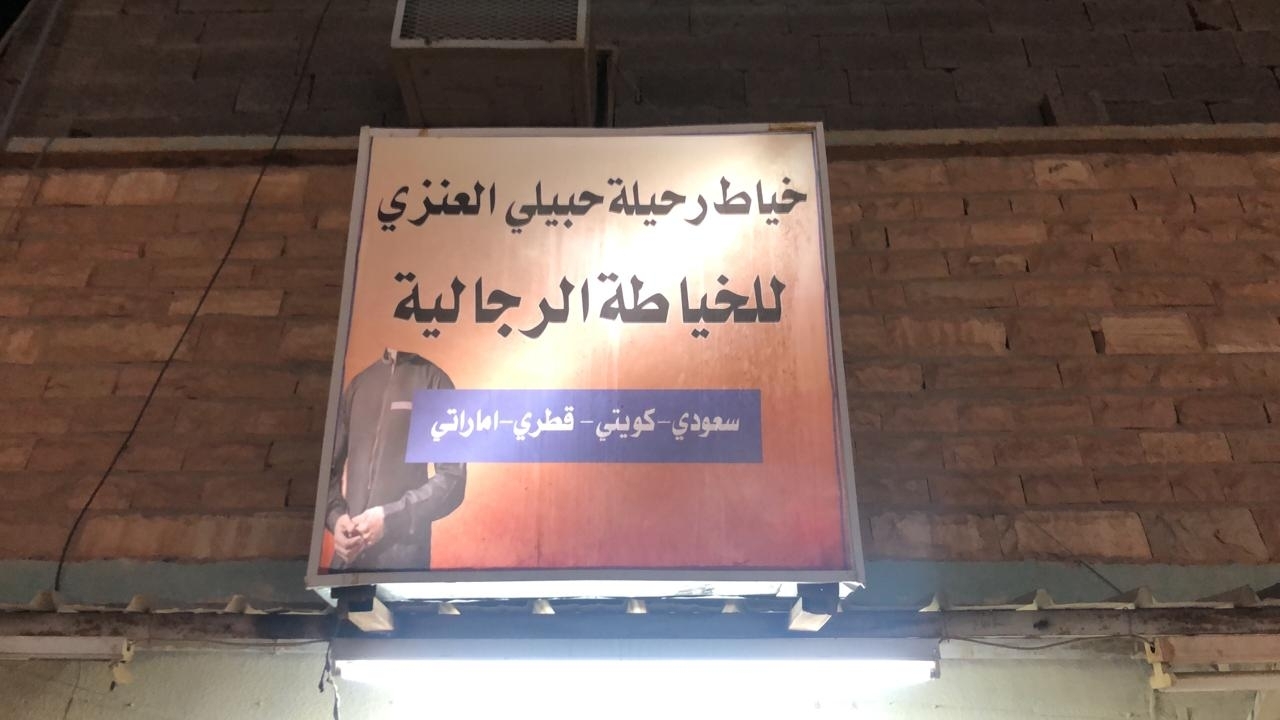 خياط رحيلة حبيلي العنزي
للخياطة الرجالية
سعودي-كويتي- قطري-اماراتي